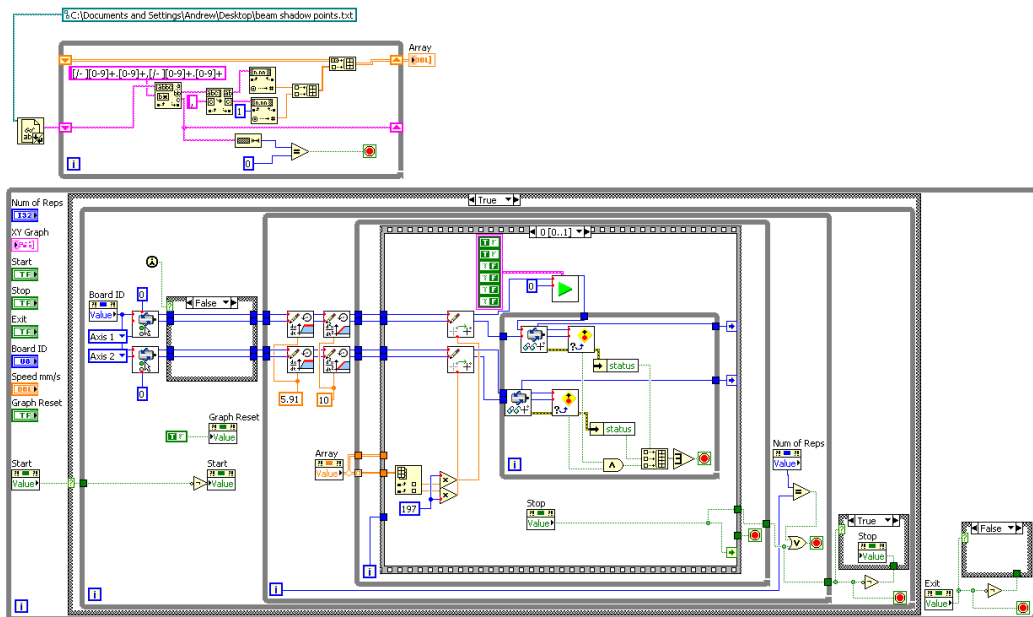 C:\Documents and Settings\Andrew\Desktop\beam shadow points.txt
Array
DBL
[/- ][0-9]+.[0-9]+,[/- ][0-9]+.[0-9]+
,
1
0
i
True
Num of Reps
I32
XY Graph
Start
TF
Stop
TF
Exit
TF
Board ID
U8
Speed mm/s
DBL
Graph Reset
TF
Start
Value
Board ID
Value
Axis 1
Axis 2
0
0
False
T
Graph Reset
Value
Start
Value
5.91
10
Array
Value
197
0 [0..1]
T
T
F
F
F
F
0
status
status
i
Stop
Value
Num of Reps
Value
True
Stop
Value
False
Exit
Value
i
i
i
i